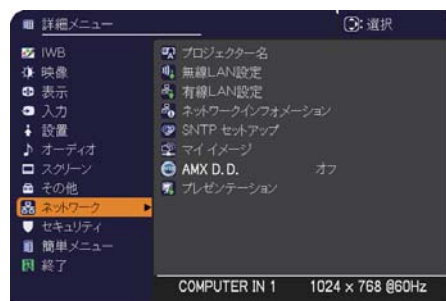 詳細メニュー
:選択
IWB
映像
表示
入力
設置
オーディオ
スクリーン
その他
ネットワーク
セキュリティ
簡単メニュー
終了
プロジェクター名
無線LAN設定
有線LAN設定
ネットワークインフォメーション
SNTP セットアップ
マイ イメージ
AMX D.D. オフ
プレゼンテーション
COMPUTER IN 1 1024 x 768 @60Hz